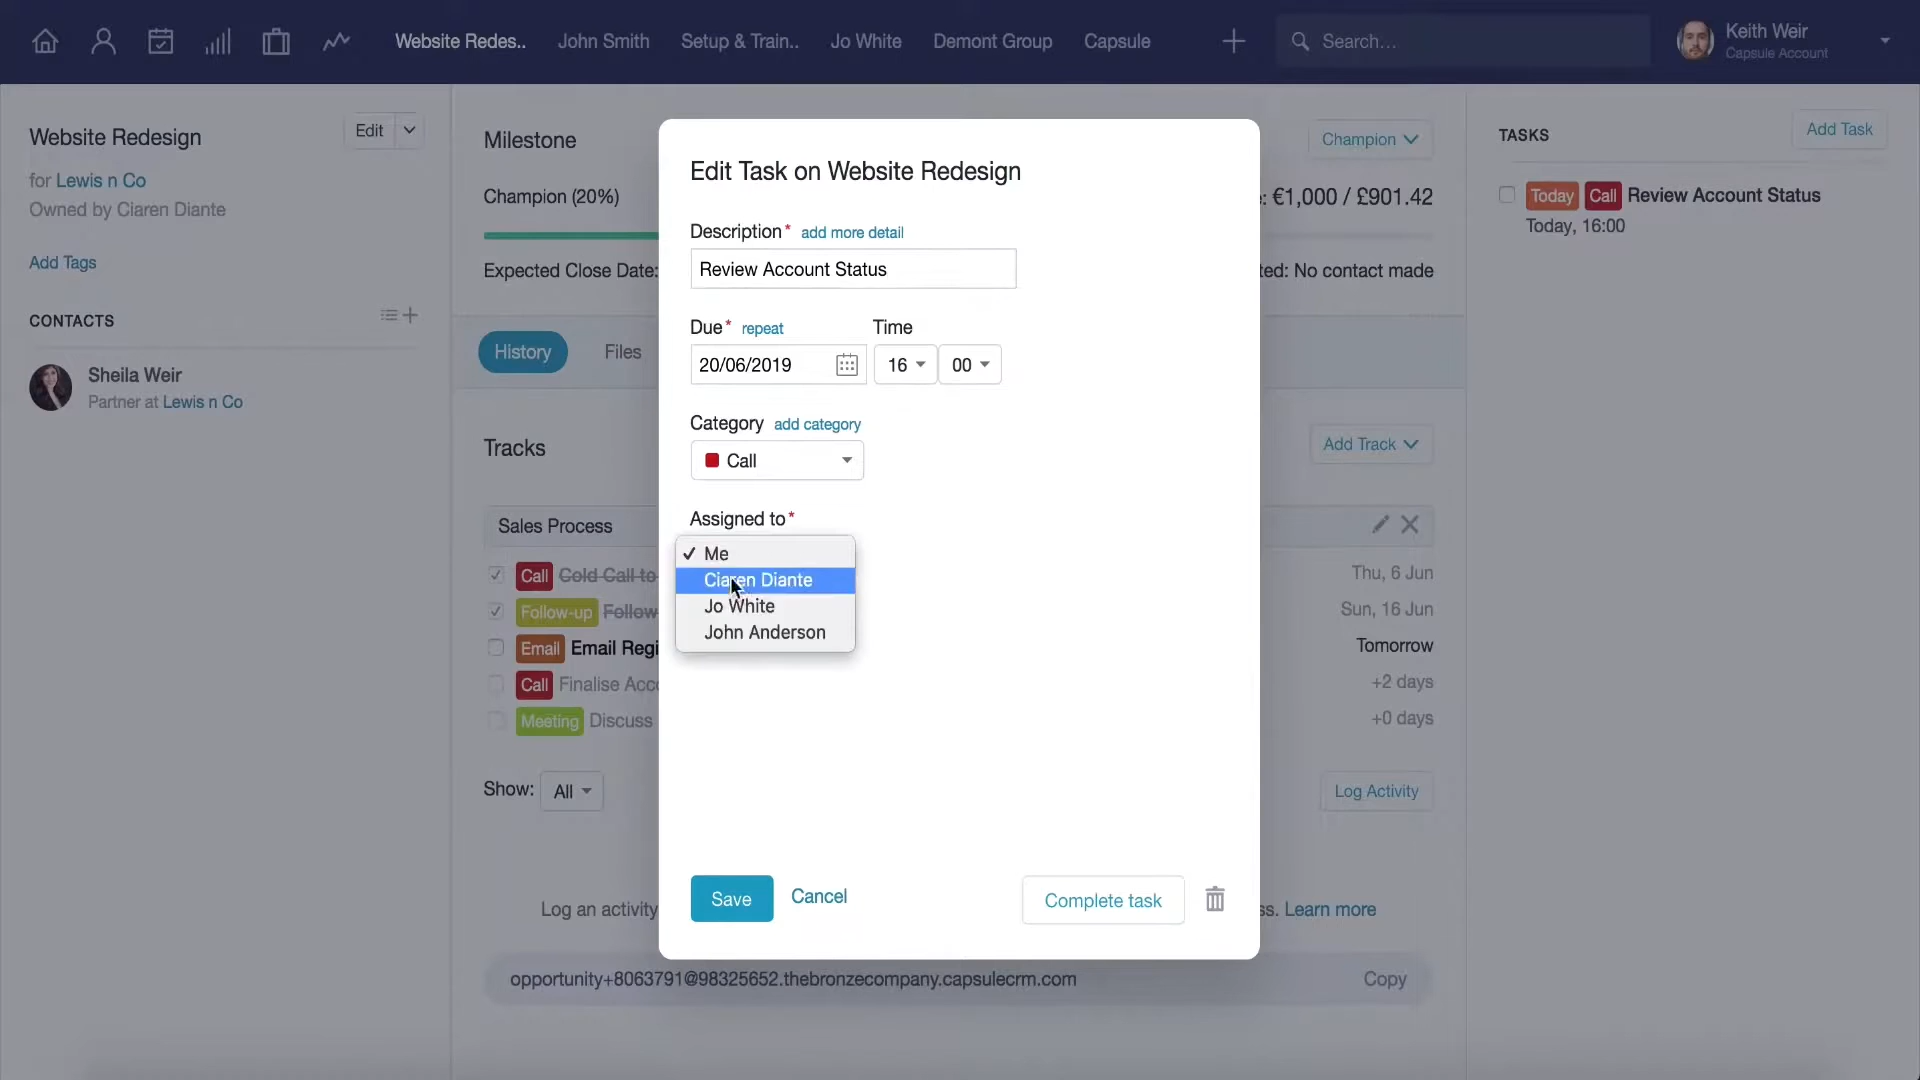 Website Redes.. John Smith Setup & Train.. Jo White Demont Group Capsule Search... Keith Weir
Capsule Account
Website Redesign Edit
for Lewis n Co
Owned by Ciaren Diante
Add Tags
CONTACTS
Sheila Weir
Partner at Lewis n Co
Milestone Champion
Champion (20%) : €1,000 / £901.42
Expected Close Date: ted: No contact made
History Files
Tracks Add Track
Sales Process
Call Cold Call to Thu, 6 Jun
Follow-up Follow Sun, 16 Jun
Email Email Regi Tomorrow
Call Finalise Acco +2 days
Meeting Discuss +0 days
Show: All Log Activity
Log an activity ss. Learn more
opportunity+8063791@98325652.thebronzecompany.capsulecrm.com Copy
Edit Task on Website Redesign
Description* add more detail
Review Account Status
Due* repeat Time
20/06/2019 16 00
Category add category
Call
Assigned to*
✓ Me
Ciaren Diante
Jo White
John Anderson
Save Cancel Complete task
TASKS Add Task
Today Call Review Account Status
Today, 16:00